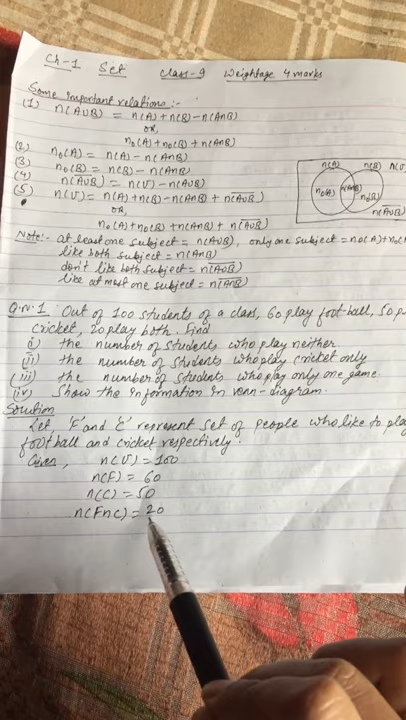 Ch-1 Set Class-9 Weightage 4 marks
Some important relations:-
(1) n(A∪B) = n(A)+n(B)-n(A∩B)
or,
n₀(A)+n₀(B)+n(A∩B)
(2) n₀(A) = n(A)-n(A∩B)
(3) n₀(B) = n(B)-n(A∩B)
(4) n(A̅∪̅B̅) = n(U)-n(A∪B)
(5) n(U) = n(A)+n(B)-n(A∩B)+n(A̅∪̅B̅)
or,
n₀(A)+n₀(B)+n(A∩B)+n(A̅∪̅B̅)
n(A) n(B) n(U
n₀(A) n(A∩B) n₀(B)
n(A̅∪̅B̅)
Note:- at least one subject = n(A∪B), only one subject = n₀(A)+n₀(
like both subject = n(A∩B)
don't like both subject = n(A̅∪̅B̅)
like at most one subject = n(A̅∩̅B̅)
Q.N.1 Out of 100 students of a class, 60 play foot-ball, 50 p
cricket, 20 play both. Find
i) the number of students who play neither.
(ii) the number of students who play cricket only
(iii) the number of students who play only one game.
(iv) Show the information in venn-diagram.
Solution
Let, 'F' and 'C' represent set of people who like to play
football and cricket respectively.
Given, n(U) = 100
n(F) = 60
n(C) = 50
n(F∩C) = 20